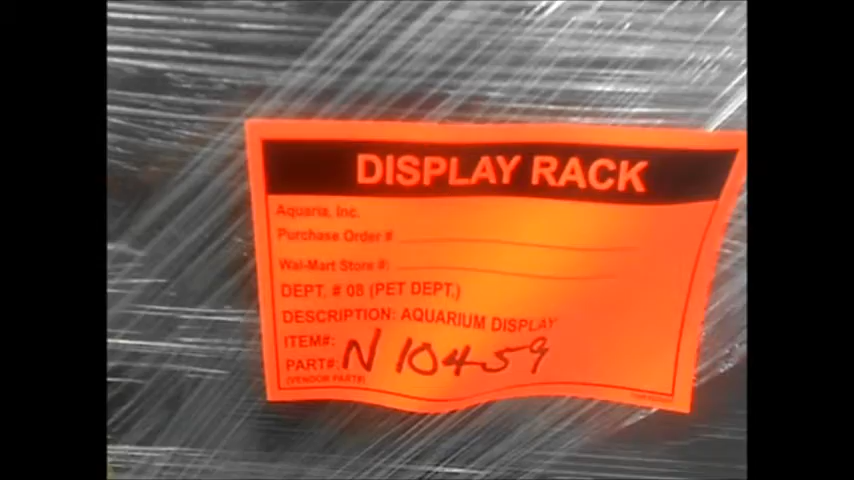 DISPLAY RACK
Aquaria, Inc.
Purchase Order #
Wal-Mart Store #:
DEPT. # 08 (PET DEPT.)
DESCRIPTION: AQUARIUM DISPLAY
ITEM#:
PART#: N 10459
(VENDOR PART#)